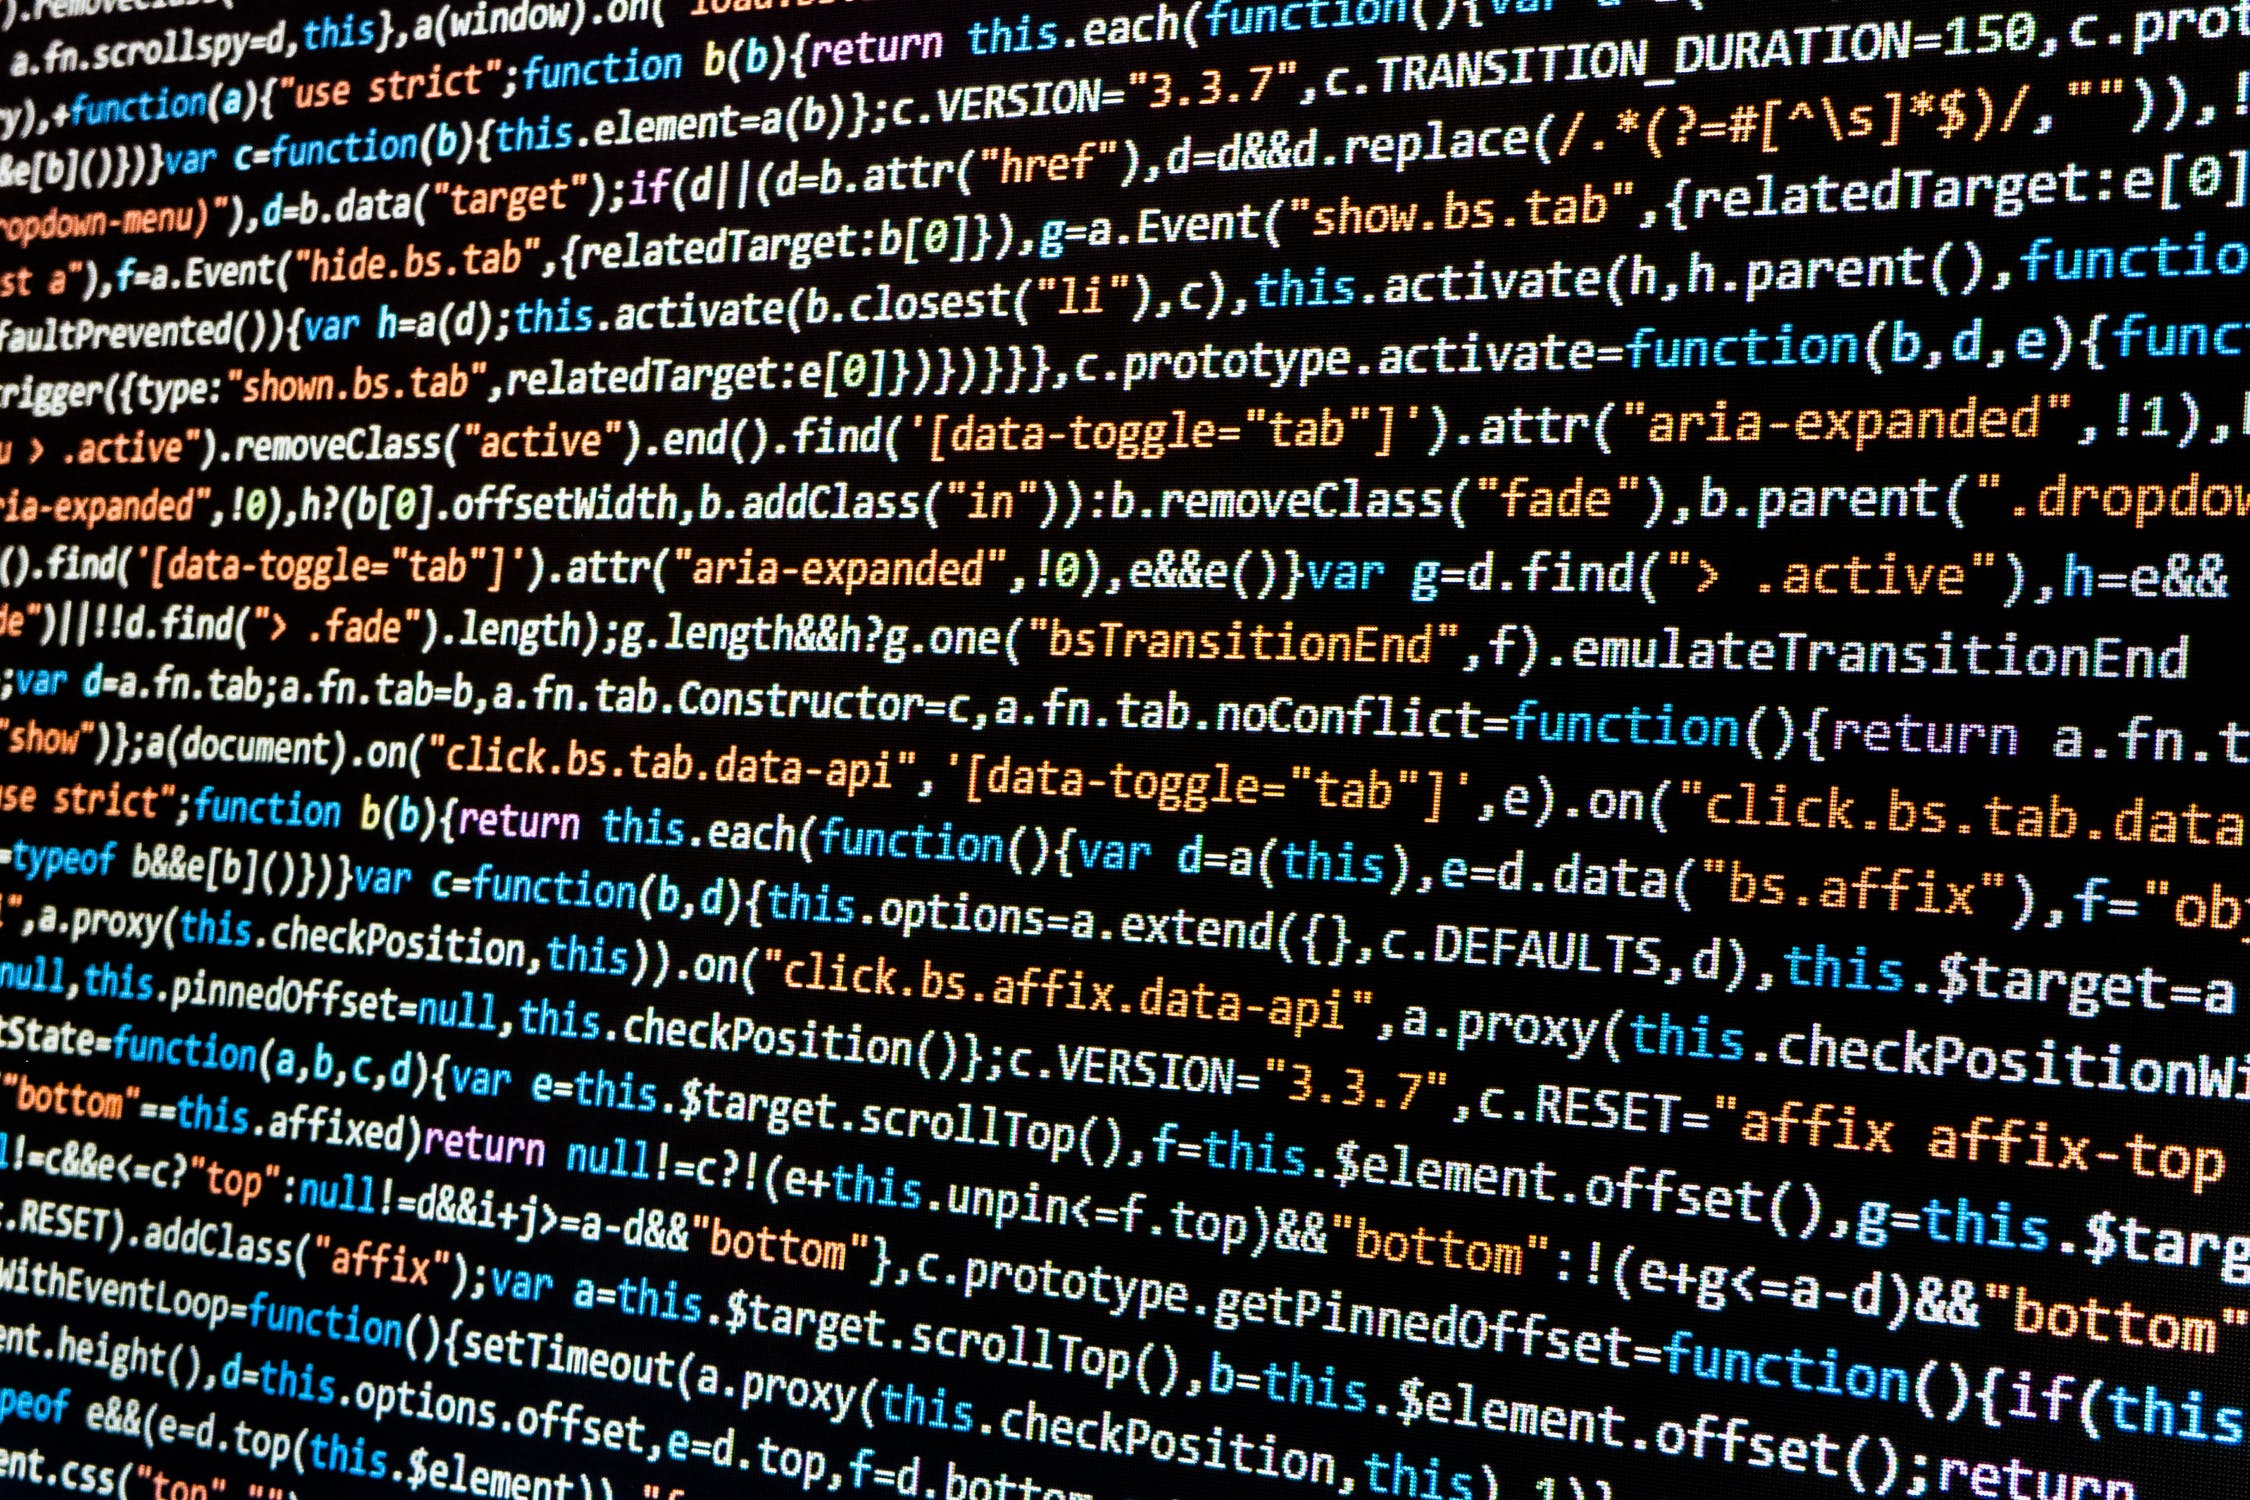 a.fn.scrollspy=d,this},a(window).on(
y),+function(a){"use strict";function b(b){return this.each(function(){var
&e[b]()})}var c=function(b){this.element=a(b)};c.VERSION="3.3.7",c.TRANSITION_DURATION=150,c.prot
ropdown-menu)"),d=b.data("target");if(d||(d=b.attr("href"),d=d&&d.replace(/.*(?=#[^\s]*$)/,"")),!
st a"),f=a.Event("hide.bs.tab",{relatedTarget:b[0]}),g=a.Event("show.bs.tab",{relatedTarget:e[0]
faultPrevented()){var h=a(d);this.activate(b.closest("li"),c),this.activate(h,h.parent(),functio
rigger({type:"shown.bs.tab",relatedTarget:e[0]})})}}},c.prototype.activate=function(b,d,e){func
u > .active").removeClass("active").end().find('[data-toggle="tab"]').attr("aria-expanded",!1),
ria-expanded",!0),h?(b[0].offsetWidth,b.addClass("in")):b.removeClass("fade"),b.parent(".dropdow
().find('[data-toggle="tab"]').attr("aria-expanded",!0),e&&e()}var g=d.find("> .active"),h=e&&
de")||!!d.find("> .fade").length);g.length&&h?g.one("bsTransitionEnd",f).emulateTransitionEnd
;var d=a.fn.tab;a.fn.tab=b,a.fn.tab.Constructor=c,a.fn.tab.noConflict=function(){return a.fn.t
"show")};a(document).on("click.bs.tab.data-api",'[data-toggle="tab"]',e).on("click.bs.tab.data
use strict";function b(b){return this.each(function(){var d=a(this),e=d.data("bs.affix"),f="obj
=typeof b&&e[b]()})}var c=function(b,d){this.options=a.extend({},c.DEFAULTS,d),this.$target=a
",a.proxy(this.checkPosition,this)).on("click.bs.affix.data-api",a.proxy(this.checkPositionWi
null,this.pinnedOffset=null,this.checkPosition()};c.VERSION="3.3.7",c.RESET="affix affix-top
tState=function(a,b,c,d){var e=this.$target.scrollTop(),f=this.$element.offset(),g=this.$targ
"bottom"==this.affixed)return null!=c?!(e+this.unpin<=f.top)&&"bottom":!(e+g<=a-d)&&"bottom"
l!=c&&e<=c?"top":null!=d&&i+j>=a-d&&"bottom"},c.prototype.getPinnedOffset=function(){if(this
.RESET).addClass("affix");var a=this.$target.scrollTop(),b=this.$element.offset();return
WithEventLoop=function(){setTimeout(a.proxy(this.checkPosition,this),1)}
ent.height(),d=this.options.offset,e=d.top,f=d.bottom
peof e&&(e=d.top(this.$element)),
ent.css("top","")